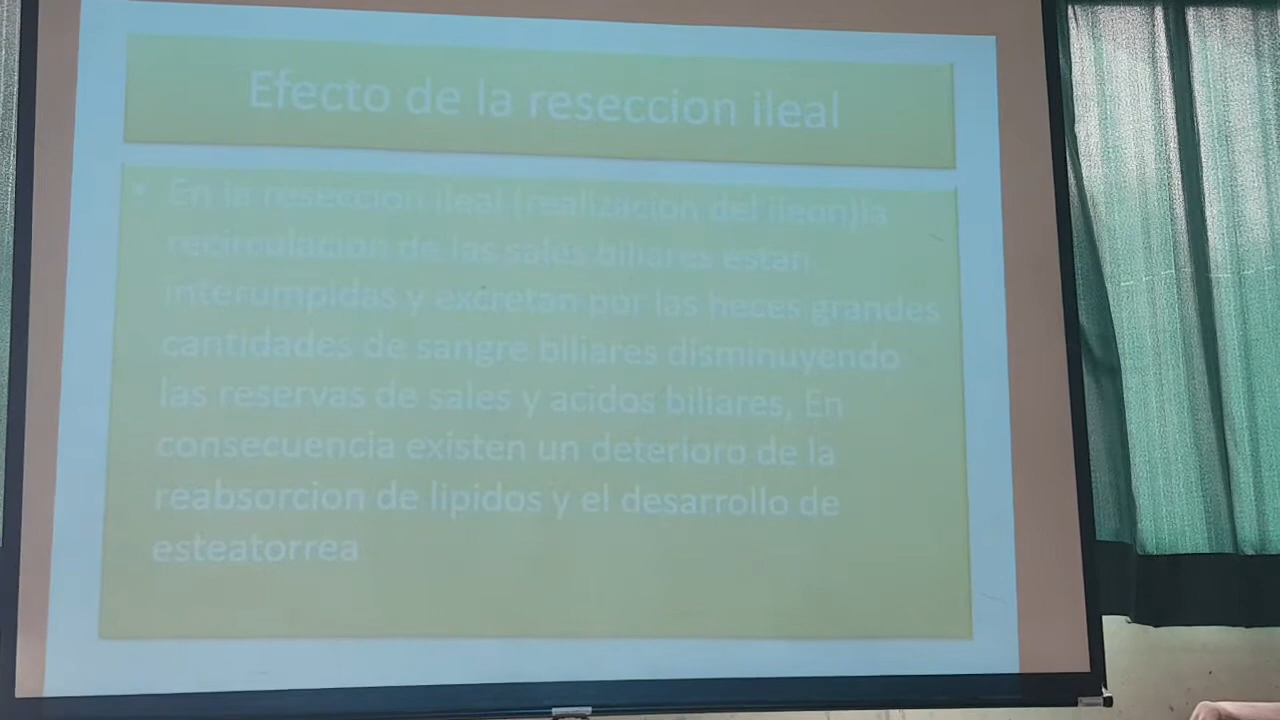 Efecto de la reseccion ileal
• En la reseccion ileal (realizacion del ileon)la
recirculacion de las sales biliares estan
interumpidas y excretan por las heces grandes
cantidades de sangre biliares disminuyendo
las reservas de sales y acidos biliares, En
consecuencia existen un deterioro de la
reabsorcion de lipidos y el desarrollo de
esteatorrea